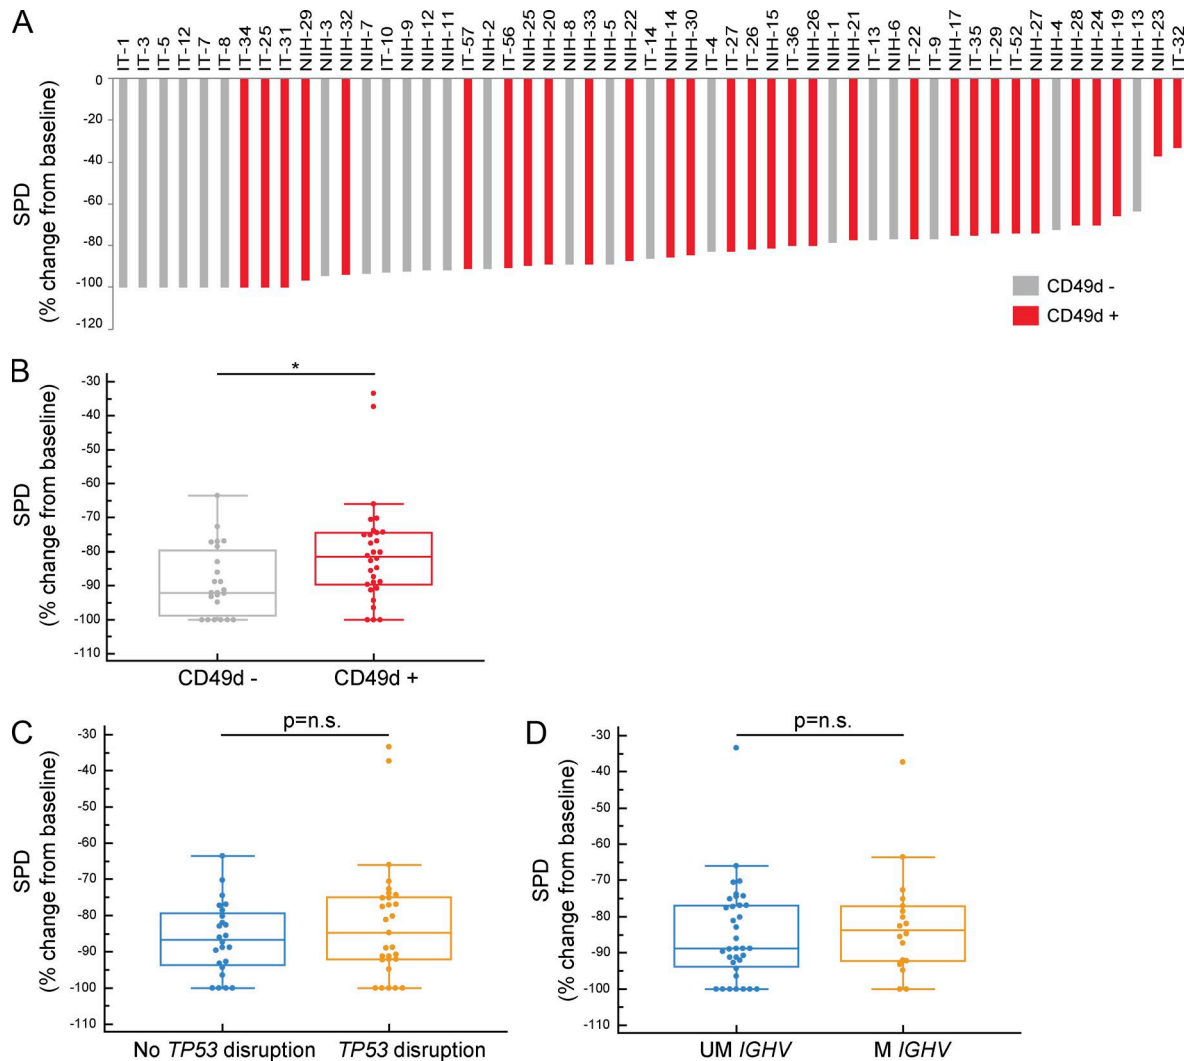 A
IT-1 IT-3 IT-5 IT-12 IT-7 IT-8 IT-34 IT-25 IT-31 NIH-29 NIH-3 NIH-32 NIH-7 IT-10 NIH-9 NIH-12 NIH-11 IT-57 NIH-2 IT-56 NIH-25 NIH-20 NIH-8 NIH-33 NIH-5 NIH-22 IT-14 NIH-14 NIH-30 IT-4 IT-27 IT-26 NIH-15 IT-36 NIH-26 NIH-1 NIH-21 IT-13 NIH-6 IT-22 IT-9 NIH-17 IT-35 IT-29 IT-52 NIH-27 NIH-4 NIH-28 NIH-24 NIH-19 NIH-13 NIH-23 IT-32
SPD
(% change from baseline)
0
-20
-40
-60
-80
-100
-120
CD49d -
CD49d +
B
*
SPD
(% change from baseline)
-30
-40
-50
-60
-70
-80
-90
-100
-110
CD49d - CD49d +
C
p=n.s.
SPD
(% change from baseline)
-30
-40
-50
-60
-70
-80
-90
-100
-110
No TP53 disruption TP53 disruption
D
p=n.s.
SPD
(% change from baseline)
-30
-40
-50
-60
-70
-80
-90
-100
-110
UM IGHV M IGHV